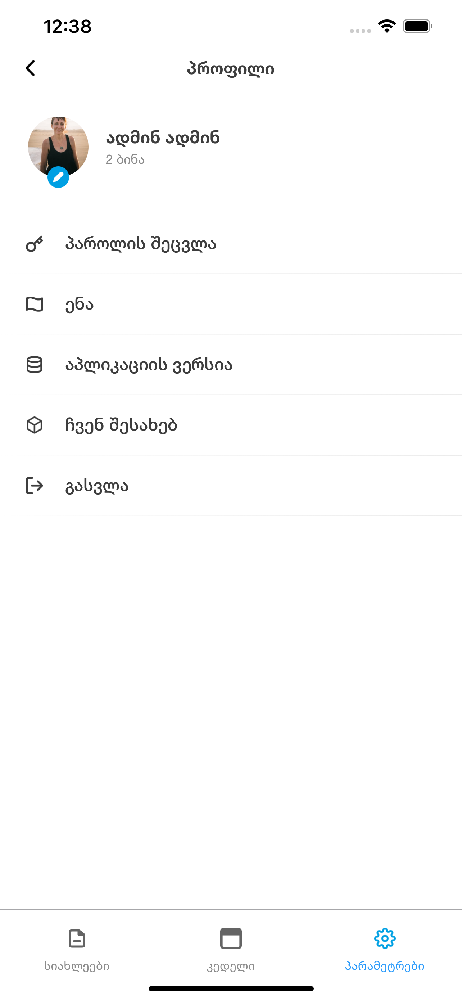 12:38
პროფილი
ადმინ ადმინ
2 ბინა
პაროლის შეცვლა
ენა
აპლიკაციის ვერსია
ჩვენ შესახებ
გასვლა
სიახლეები
კედელი
პარამეტრები